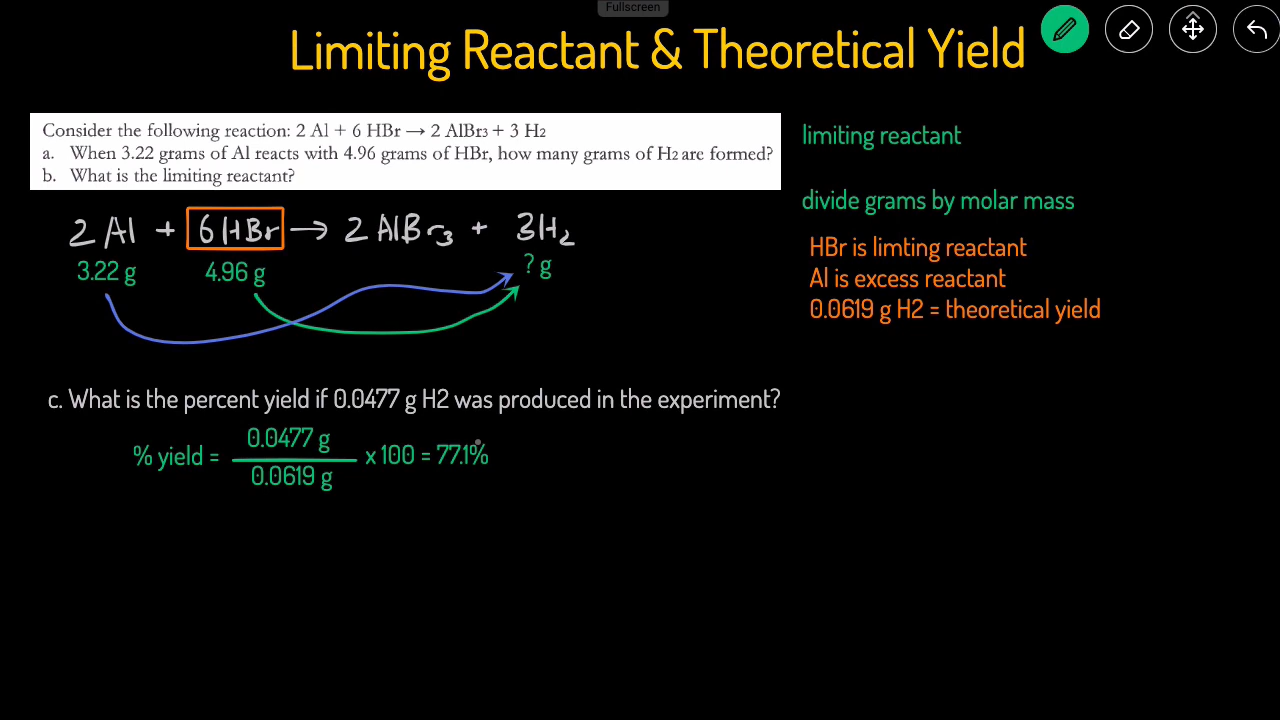 Fullscreen
Limiting Reactant & Theoretical Yield
Consider the following reaction: 2 Al + 6 HBr → 2 AlBr3 + 3 H2
a. When 3.22 grams of Al reacts with 4.96 grams of HBr, how many grams of H2 are formed?
b. What is the limiting reactant?
limiting reactant
divide grams by molar mass
2 Al + 6 HBr → 2 AlBr3 + 3H2
3.22 g 4.96 g ? g
HBr is limting reactant
Al is excess reactant
0.0619 g H2 = theoretical yield
c. What is the percent yield if 0.0477 g H2 was produced in the experiment?
% yield = 0.0477 g / 0.0619 g x 100 = 77.1%